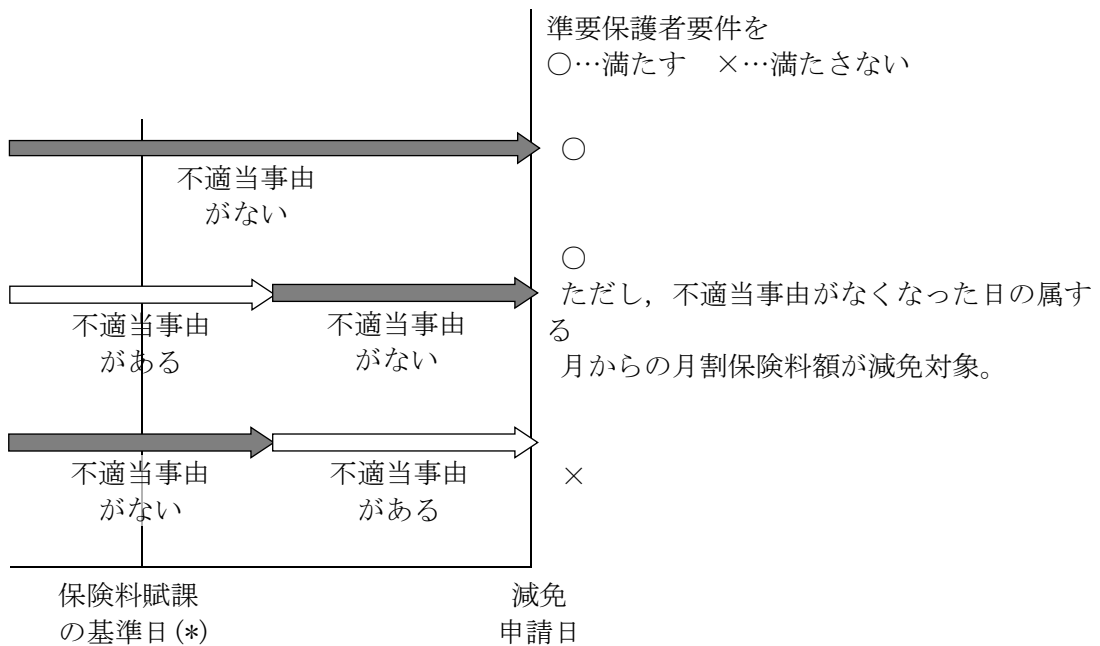 準要保護者要件を
○…満たす　×…満たさない
○
不適当事由
がない
○
ただし，不適当事由がなくなった日の属す
る
月からの月割保険料額が減免対象。
不適当事由
がある
不適当事由
がない
不適当事由
がない
不適当事由
がある
×
保険料賦課
の基準日(*)
減免
申請日